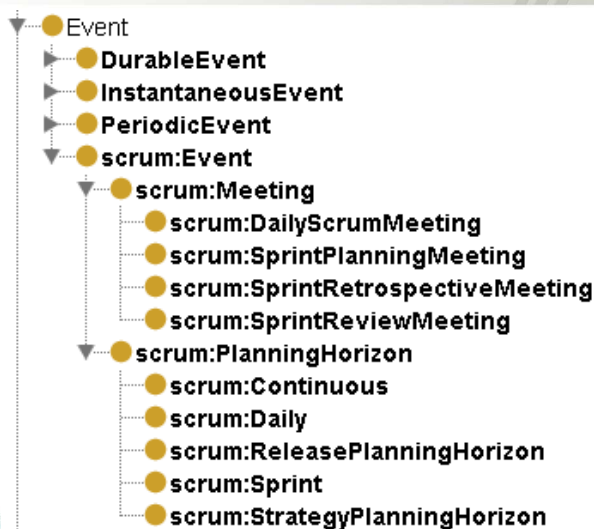 Event
DurableEvent
InstantaneousEvent
PeriodicEvent
scrum:Event
scrum:Meeting
scrum:DailyScrumMeeting
scrum:SprintPlanningMeeting
scrum:SprintRetrospectiveMeeting
scrum:SprintReviewMeeting
scrum:PlanningHorizon
scrum:Continuous
scrum:Daily
scrum:ReleasePlanningHorizon
scrum:Sprint
scrum:StrategyPlanningHorizon